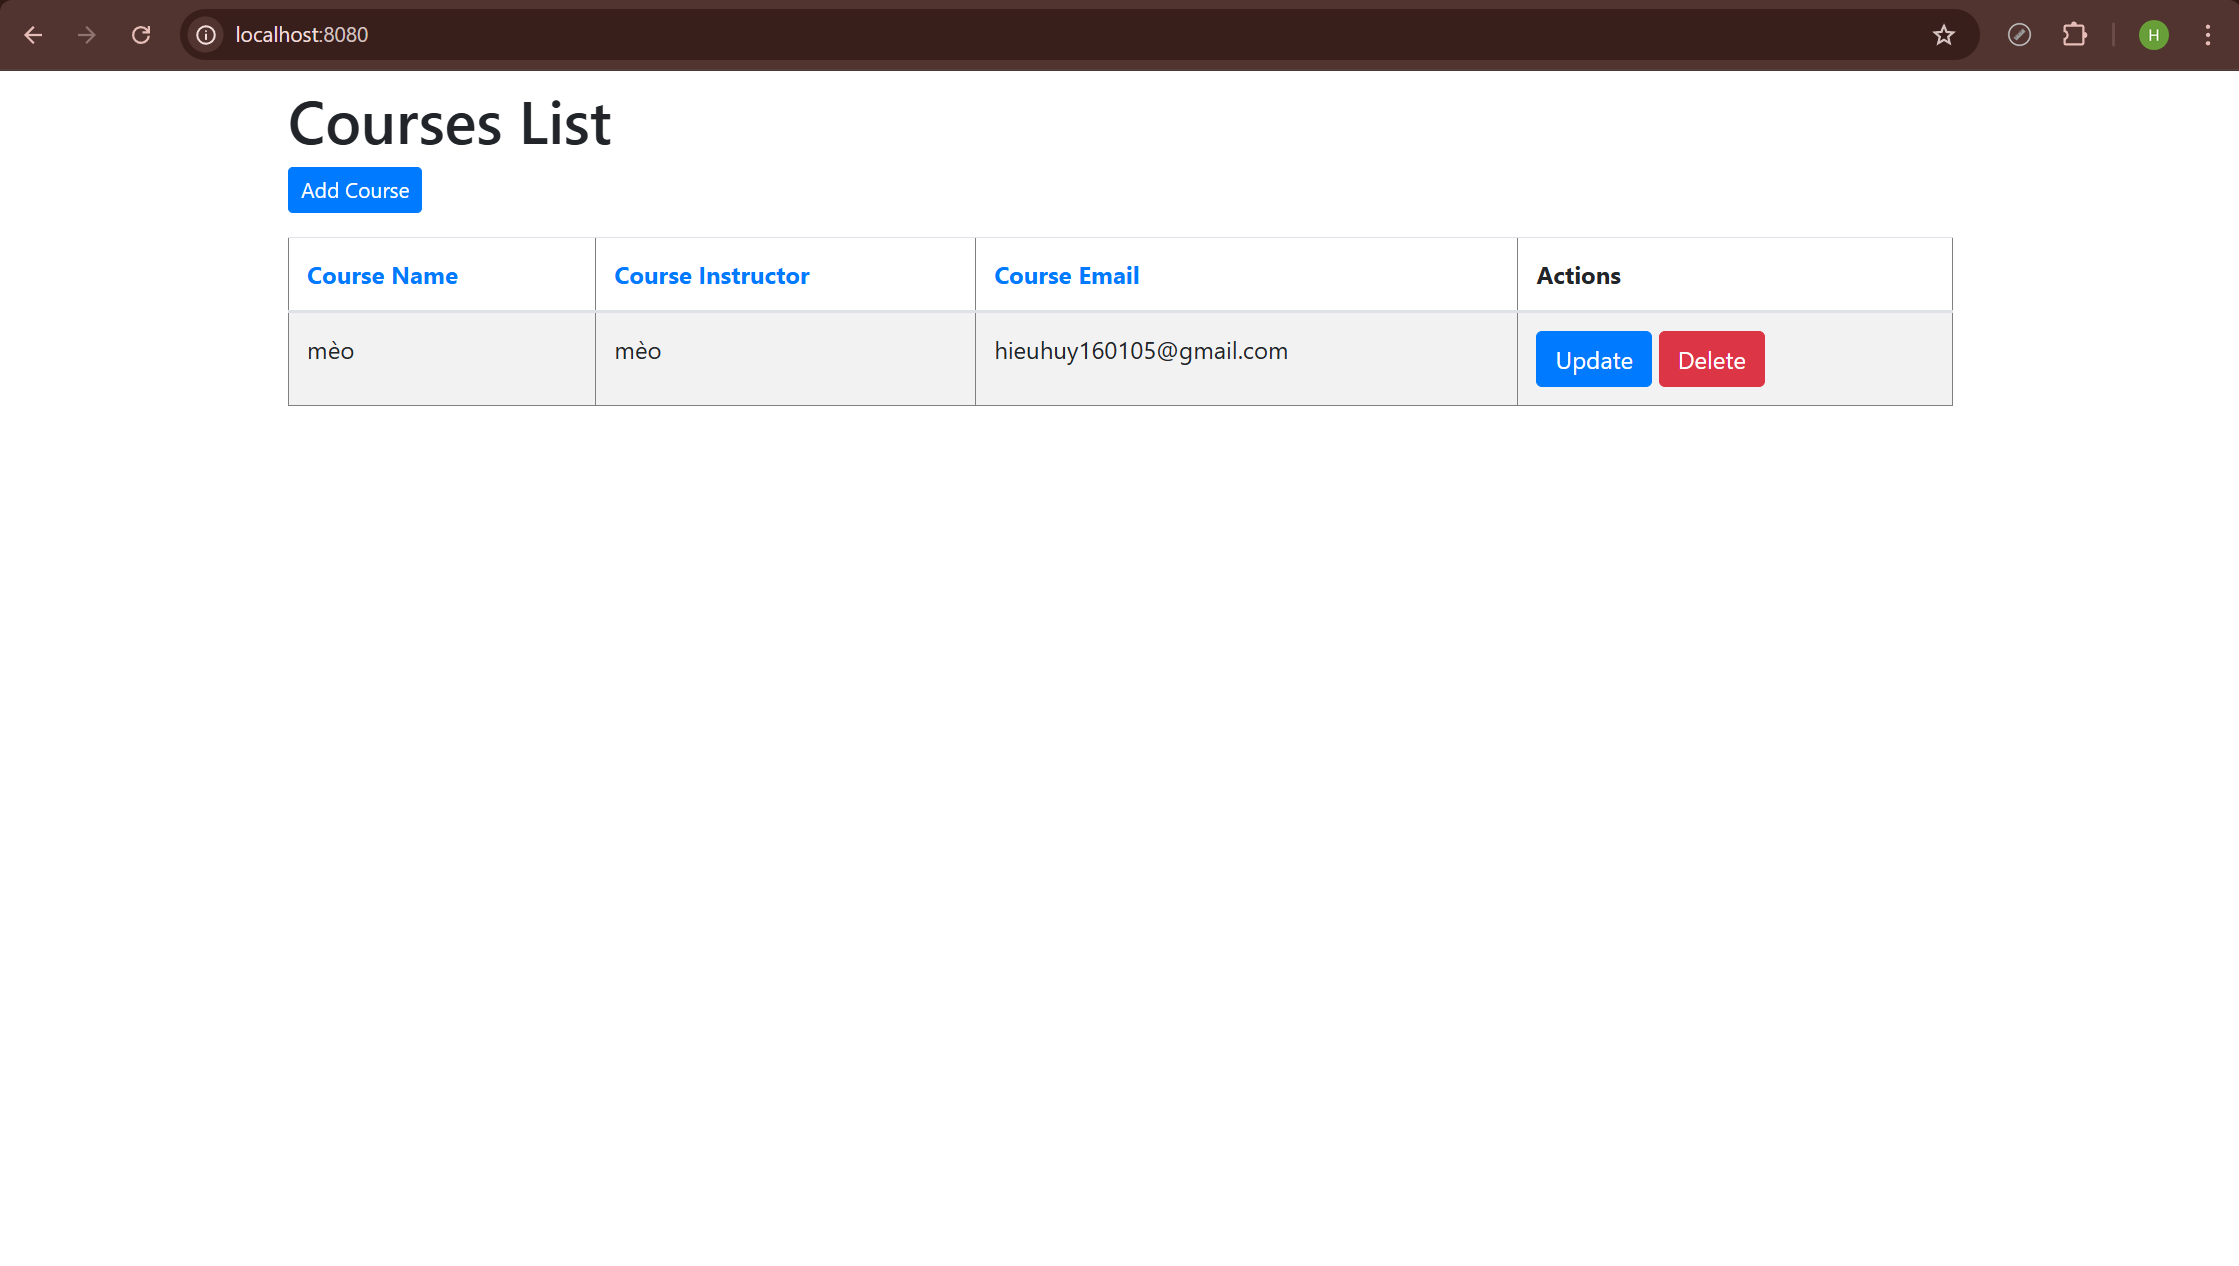 localhost:8080
H
Courses List
Add Course
Course Name Course Instructor Course Email Actions
mèo mèo hieuhuy160105@gmail.com Update Delete